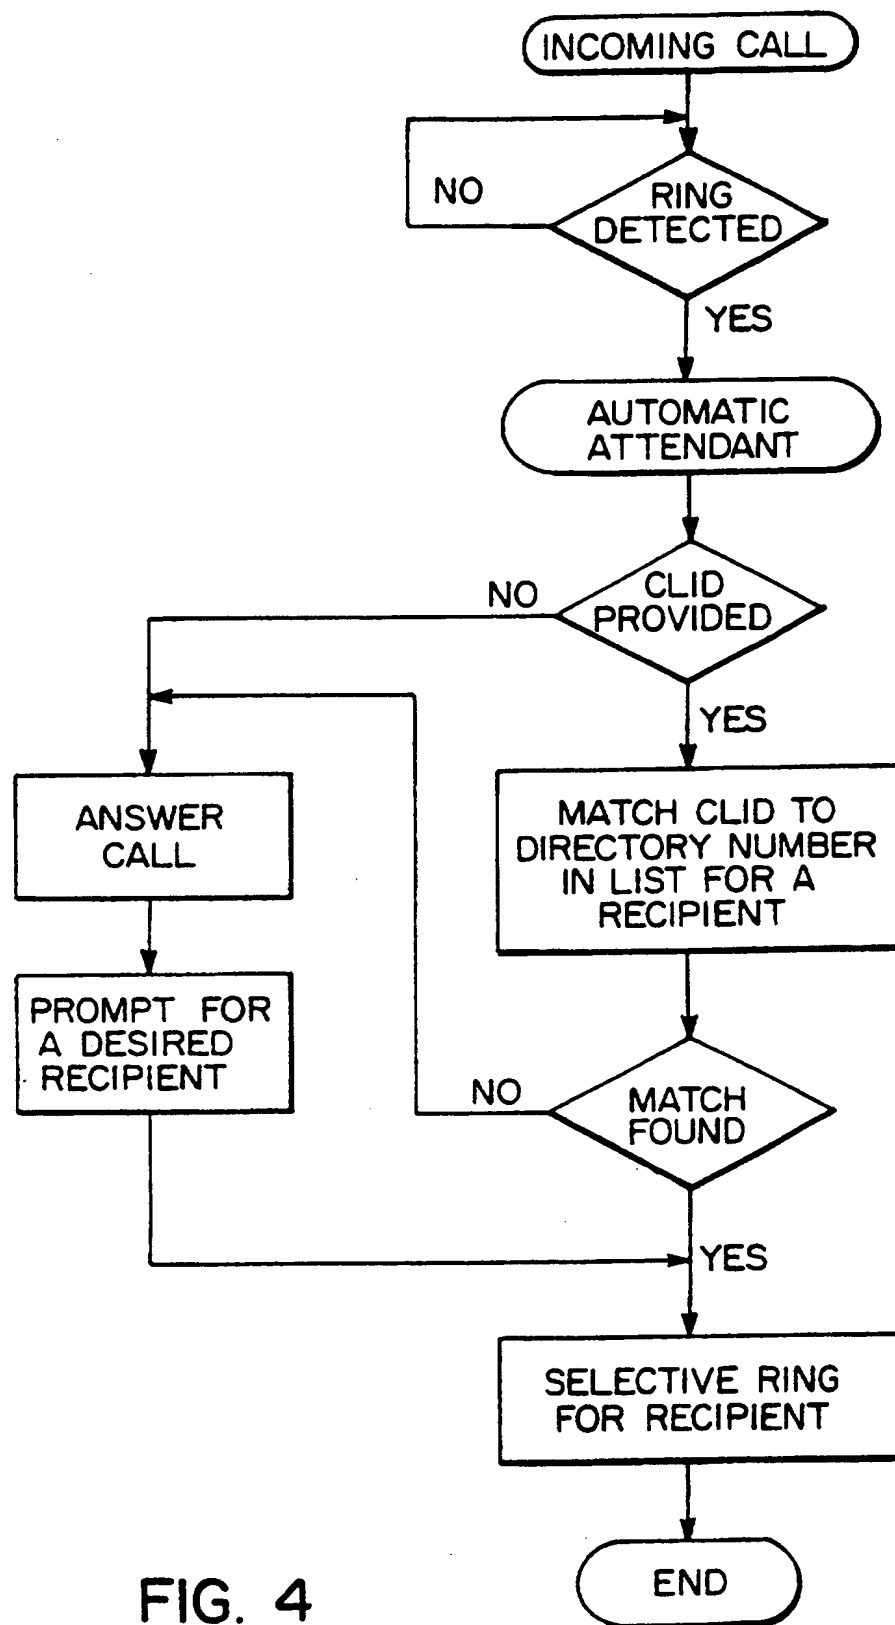 INCOMING CALL
NO
RING
DETECTED
YES
AUTOMATIC
ATTENDANT
NO
CLID
PROVIDED
YES
ANSWER
CALL
MATCH CLID TO
DIRECTORY NUMBER
IN LIST FOR A
RECIPIENT
PROMPT FOR
A DESIRED
RECIPIENT
NO
MATCH
FOUND
YES
SELECTIVE RING
FOR RECIPIENT
END
FIG. 4